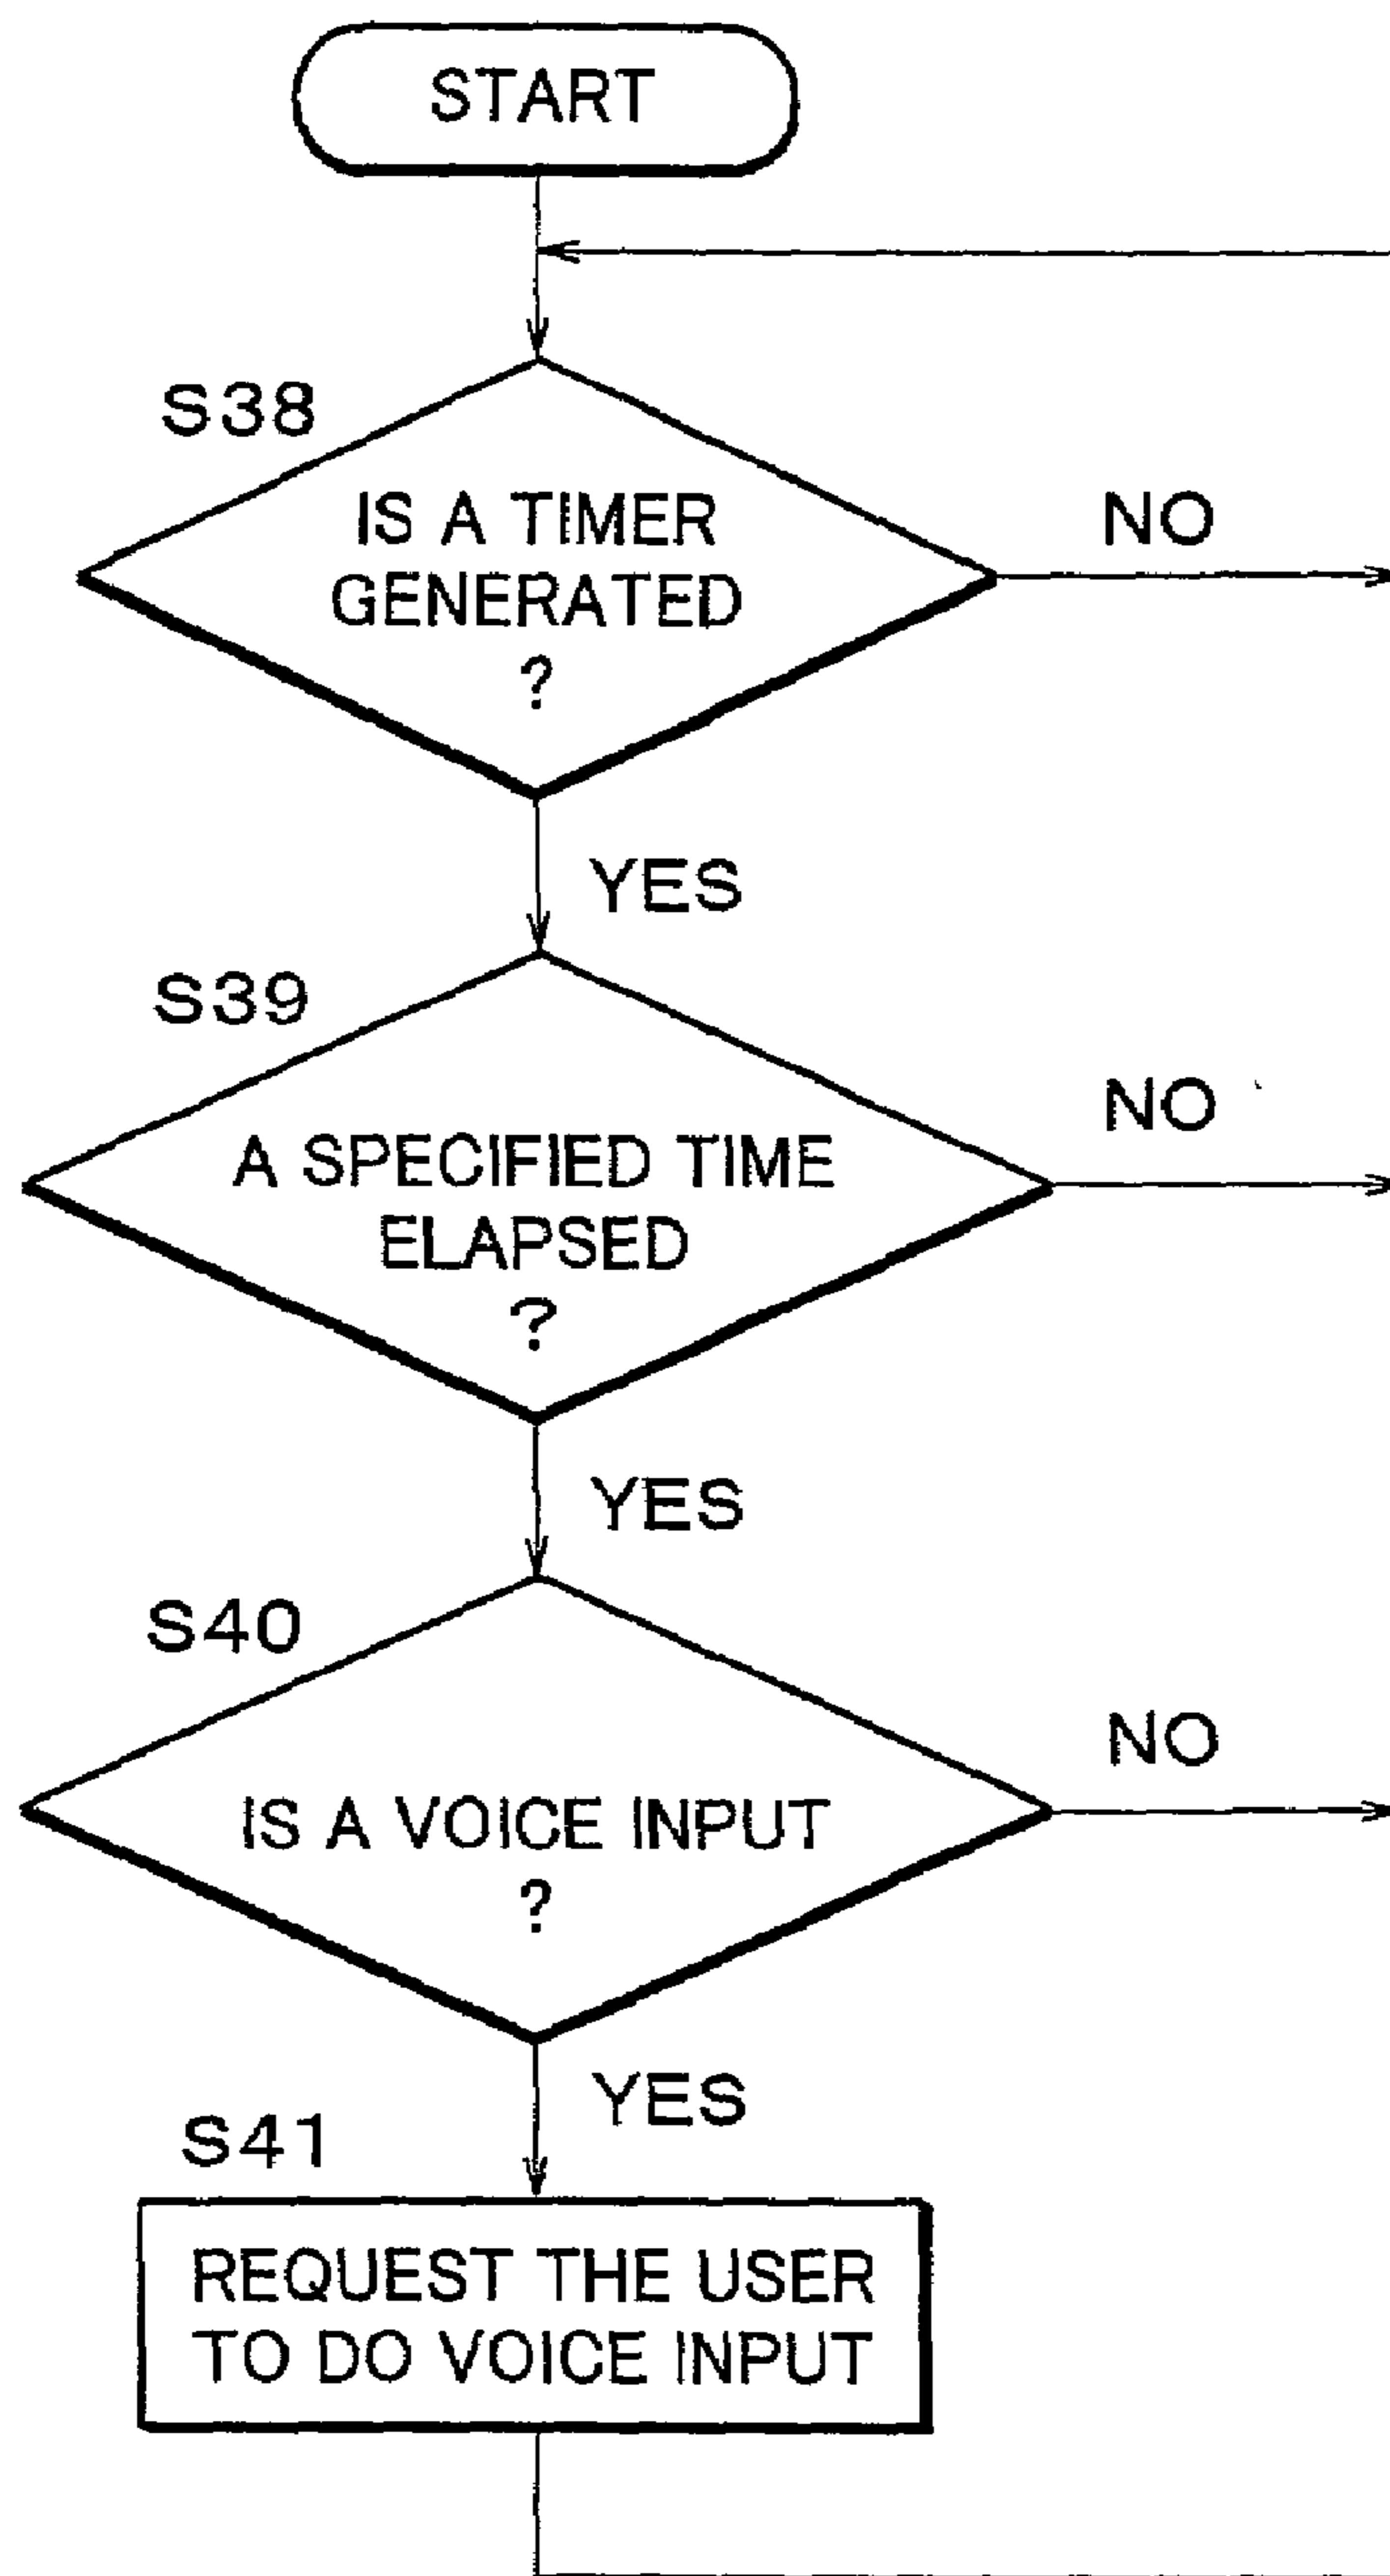 START
S38
IS A TIMER
GENERATED
?
NO
YES
S39
A SPECIFIED TIME
ELAPSED
?
NO
YES
S40
IS A VOICE INPUT
?
NO
YES
S41
REQUEST THE USER
TO DO VOICE INPUT